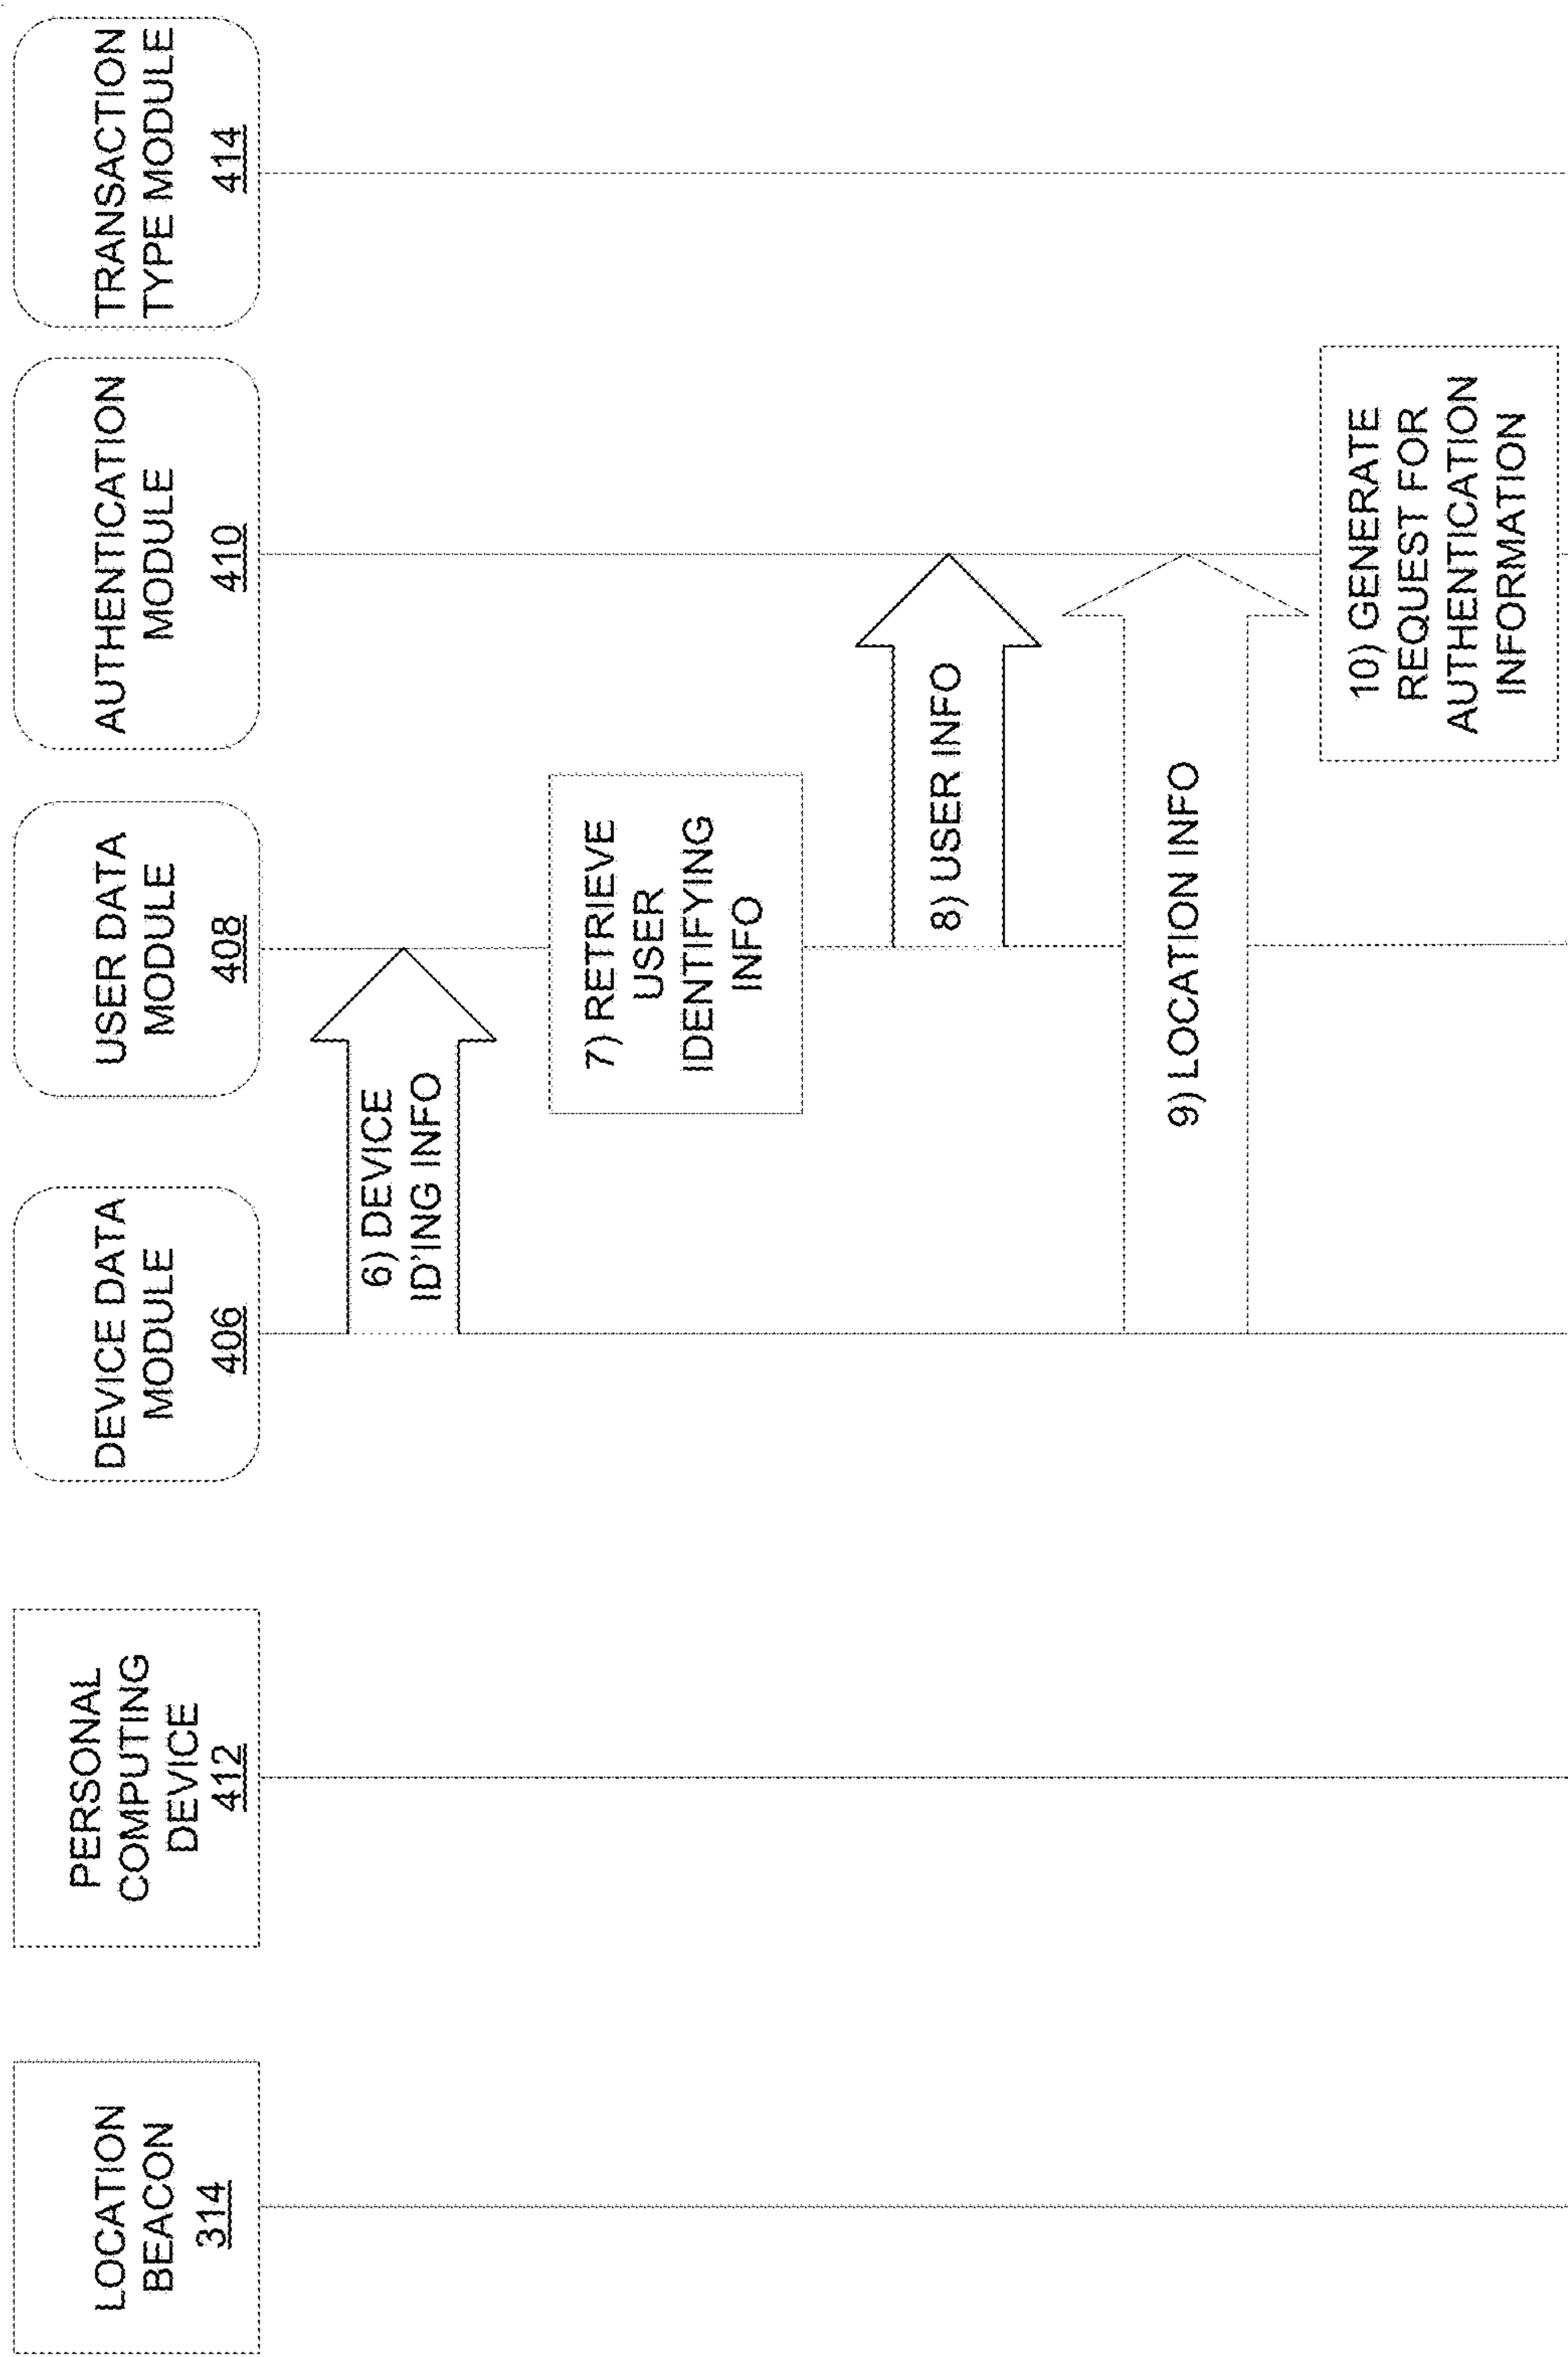 LOCATION
BEACON
314
PERSONAL
COMPUTING
DEVICE
412
DEVICE DATA
MODULE
406
USER DATA
MODULE
408
AUTHENTICATION
MODULE
410
TRANSACTION
TYPE MODULE
414
6) DEVICE
ID'ING INFO
7) RETRIEVE
USER
IDENTIFYING
INFO
8) USER INFO
9) LOCATION INFO
10) GENERATE
REQUEST FOR
AUTHENTICATION
INFORMATION